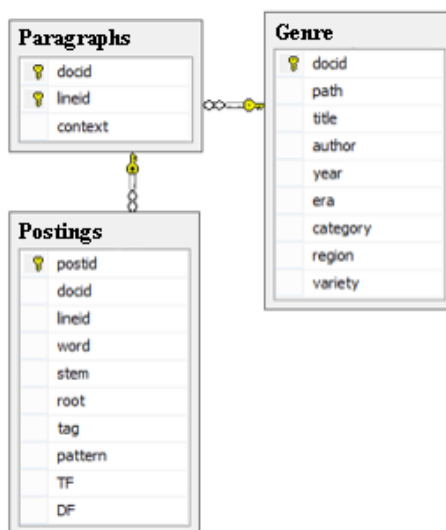 Paragraphs
docid
lineid
context
Genre
docid
path
title
author
year
era
category
region
variety
Postings
postid
docid
lineid
word
stem
root
tag
pattern
TF
DF